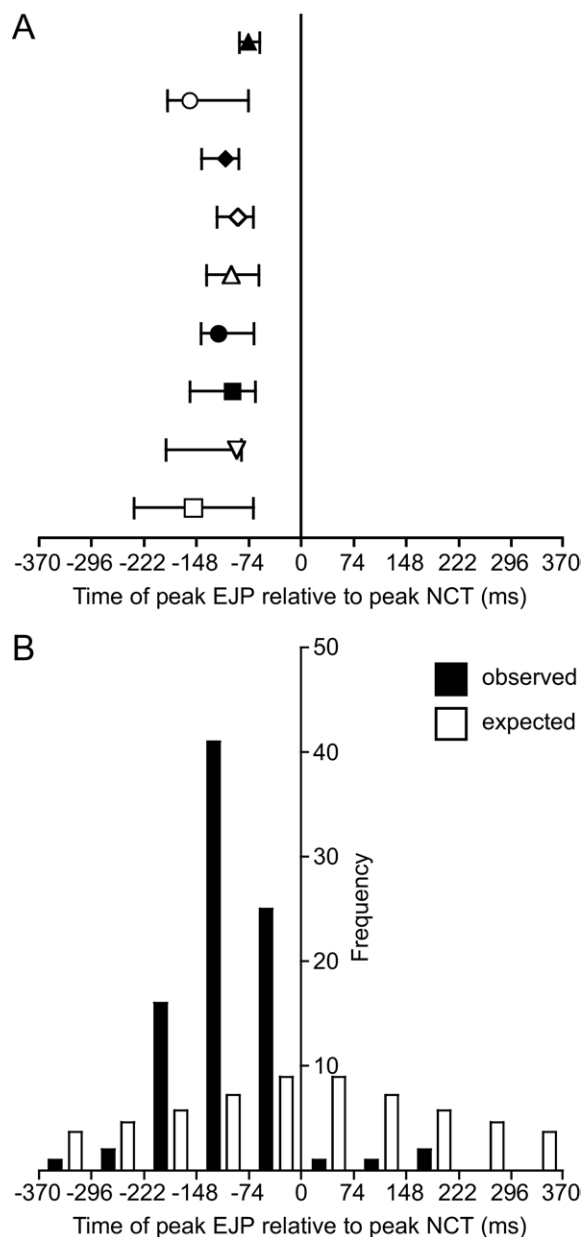 A
-370 -296 -222 -148 -74 0 74 148 222 296 370
Time of peak EJP relative to peak NCT (ms)
B
50
observed
expected
40
30
Frequency
20
10
-370 -296 -222 -148 -74 0 74 148 222 296 370
Time of peak EJP relative to peak NCT (ms)